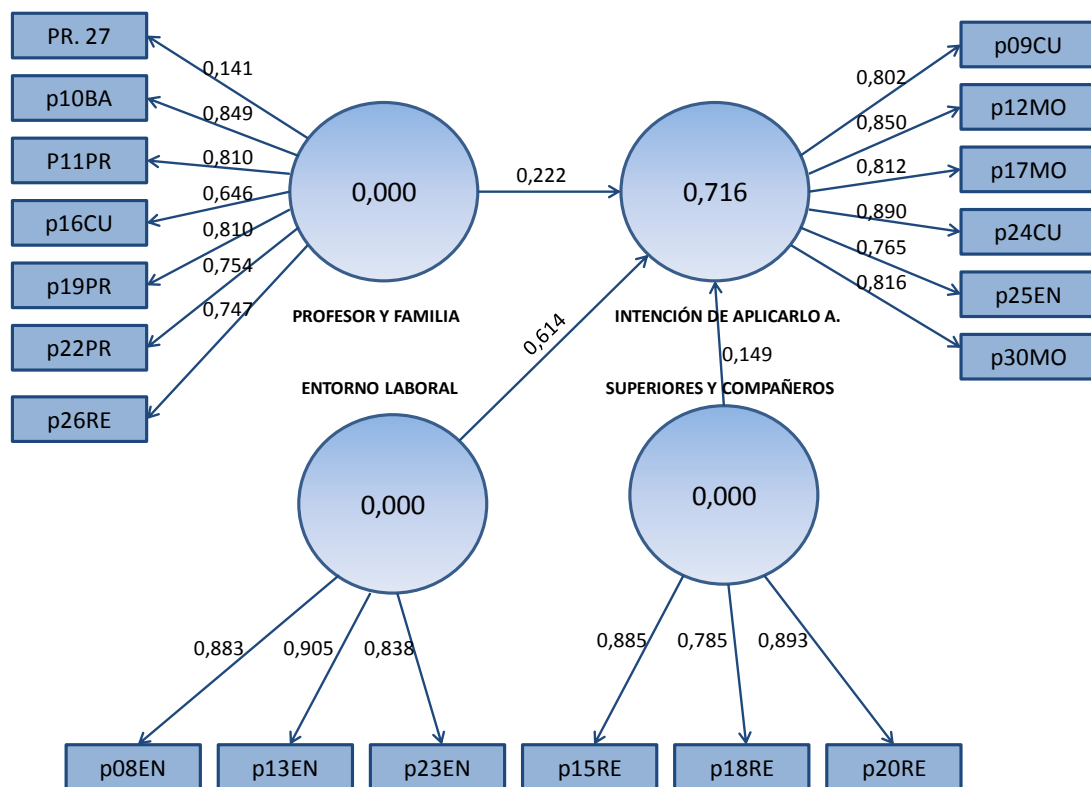 PR. 27
0,141
p10BA
0,849
P11PR
0,810
p16CU
0,646
p19PR
0,810
p22PR
0,754
p26RE
0,747
0,000
0,222
0,716
p09CU
0,802
p12MO
0,850
p17MO
0,812
p24CU
0,890
p25EN
0,765
p30MO
0,816
PROFESOR Y FAMILIA
INTENCIÓN DE APLICARLO A.
0,614
0,149
ENTORNO LABORAL
SUPERIORES Y COMPAÑEROS
0,000
0,000
0,883
0,905
0,838
0,885
0,785
0,893
p08EN
p13EN
p23EN
p15RE
p18RE
p20RE